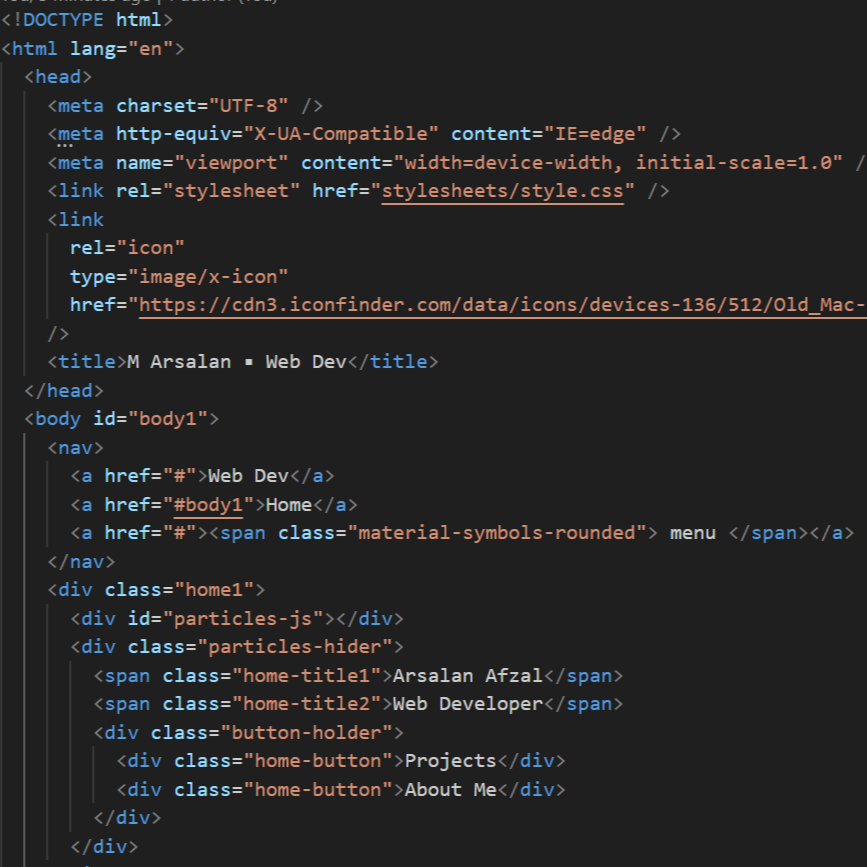 <!DOCTYPE html>
<html lang="en">
<head>
<meta charset="UTF-8" />
<meta http-equiv="X-UA-Compatible" content="IE=edge" />
<meta name="viewport" content="width=device-width, initial-scale=1.0" /
<link rel="stylesheet" href="stylesheets/style.css" />
<link
rel="icon"
type="image/x-icon"
href="https://cdn3.iconfinder.com/data/icons/devices-136/512/Old_Mac-
/>
<title>M Arsalan ▪ Web Dev</title>
</head>
<body id="body1">
<nav>
<a href="#">Web Dev</a>
<a href="#body1">Home</a>
<a href="#"><span class="material-symbols-rounded"> menu </span></a>
</nav>
<div class="home1">
<div id="particles-js"></div>
<div class="particles-hider">
<span class="home-title1">Arsalan Afzal</span>
<span class="home-title2">Web Developer</span>
<div class="button-holder">
<div class="home-button">Projects</div>
<div class="home-button">About Me</div>
</div>
</div>